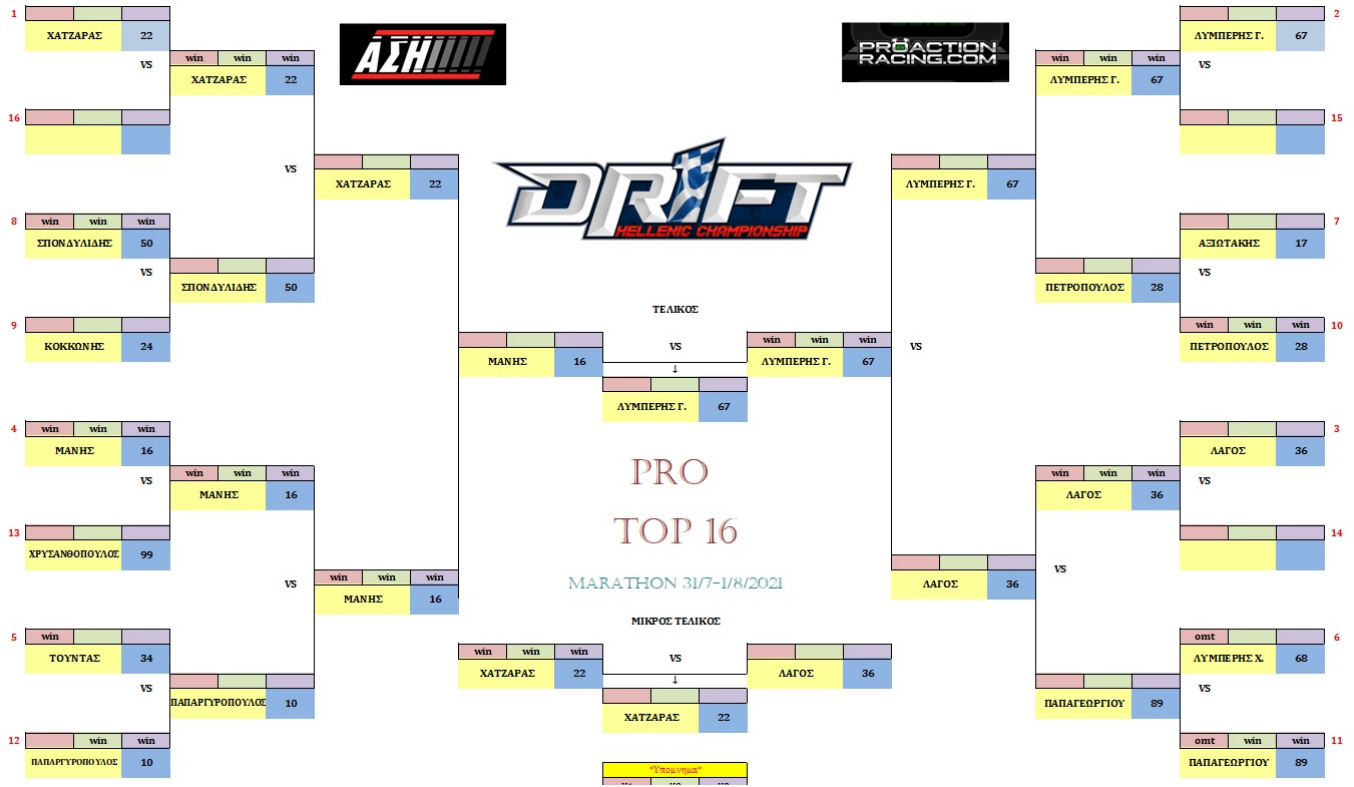 1
ΧΑΤΖΑΡΑΣ 22
VS
16
win win win
ΧΑΤΖΑΡΑΣ 22
VS
8 win win win
ΣΠΟΝΔΥΛΙΔΗΣ 50
VS
9
ΚΟΚΚΩΝΗΣ 24
ΣΠΟΝΔΥΛΙΔΗΣ 50
ΧΑΤΖΑΡΑΣ 22
4 win win win
ΜΑΝΗΣ 16
VS
13
ΧΡΥΣΑΝΘΟΠΟΥΛΟΣ 99
win win win
ΜΑΝΗΣ 16
VS
5 win
ΤΟΥΝΤΑΣ 34
VS
12 win win
ΠΑΠΑΡΓΥΡΟΠΟΥΛΟΣ 10
ΠΑΠΑΡΓΥΡΟΠΟΥΛΟΣ 10
win win win
ΜΑΝΗΣ 16
ΑΣΗ
PROACTION
RACING.COM
DRIFT
HELLENIC CHAMPIONSHIP
ΤΕΛΙΚΟΣ
ΜΑΝΗΣ 16
VS
↓
win win win
ΛΥΜΠΕΡΗΣ Γ. 67
ΛΥΜΠΕΡΗΣ Γ. 67
PRO
TOP 16
MARATHON 31/7-1/8/2021
ΜΙΚΡΟΣ ΤΕΛΙΚΟΣ
win win win
ΧΑΤΖΑΡΑΣ 22
VS
↓
ΛΑΓΟΣ 36
ΧΑΤΖΑΡΑΣ 22
*Υπομνημα*
2
ΛΥΜΠΕΡΗΣ Γ. 67
VS
15
win win win
ΛΥΜΠΕΡΗΣ Γ. 67
ΛΥΜΠΕΡΗΣ Γ. 67
VS
7
ΑΞΙΩΤΑΚΗΣ 17
VS
win win win 10
ΠΕΤΡΟΠΟΥΛΟΣ 28
ΠΕΤΡΟΠΟΥΛΟΣ 28
3
ΛΑΓΟΣ 36
VS
14
win win win
ΛΑΓΟΣ 36
VS
ΛΑΓΟΣ 36
omt 6
ΛΥΜΠΕΡΗΣ Χ. 68
VS
omt win win 11
ΠΑΠΑΓΕΩΡΓΙΟΥ 89
ΠΑΠΑΓΕΩΡΓΙΟΥ 89